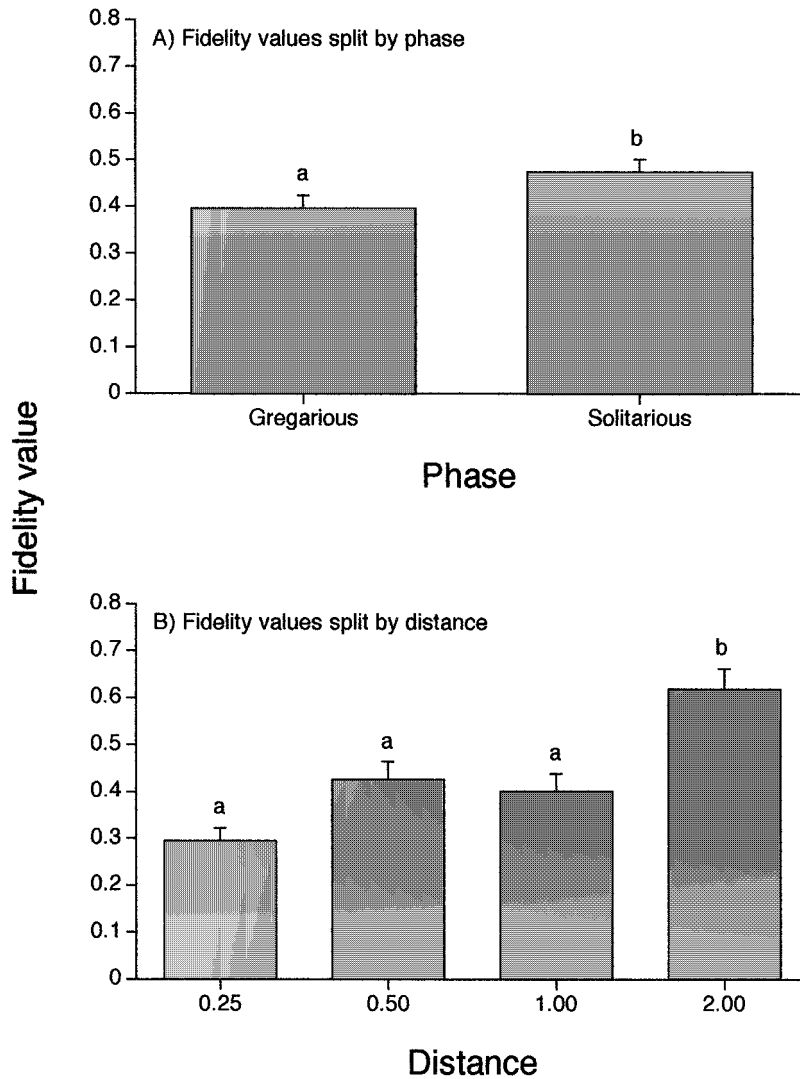 Fidelity value
A) Fidelity values split by phase
0.8
0.7
0.6
0.5
0.4
0.3
0.2
0.1
0
a
b
Gregarious
Solitarious
Phase
B) Fidelity values split by distance
0.8
0.7
0.6
0.5
0.4
0.3
0.2
0.1
0
a
a
a
b
0.25
0.50
1.00
2.00
Distance